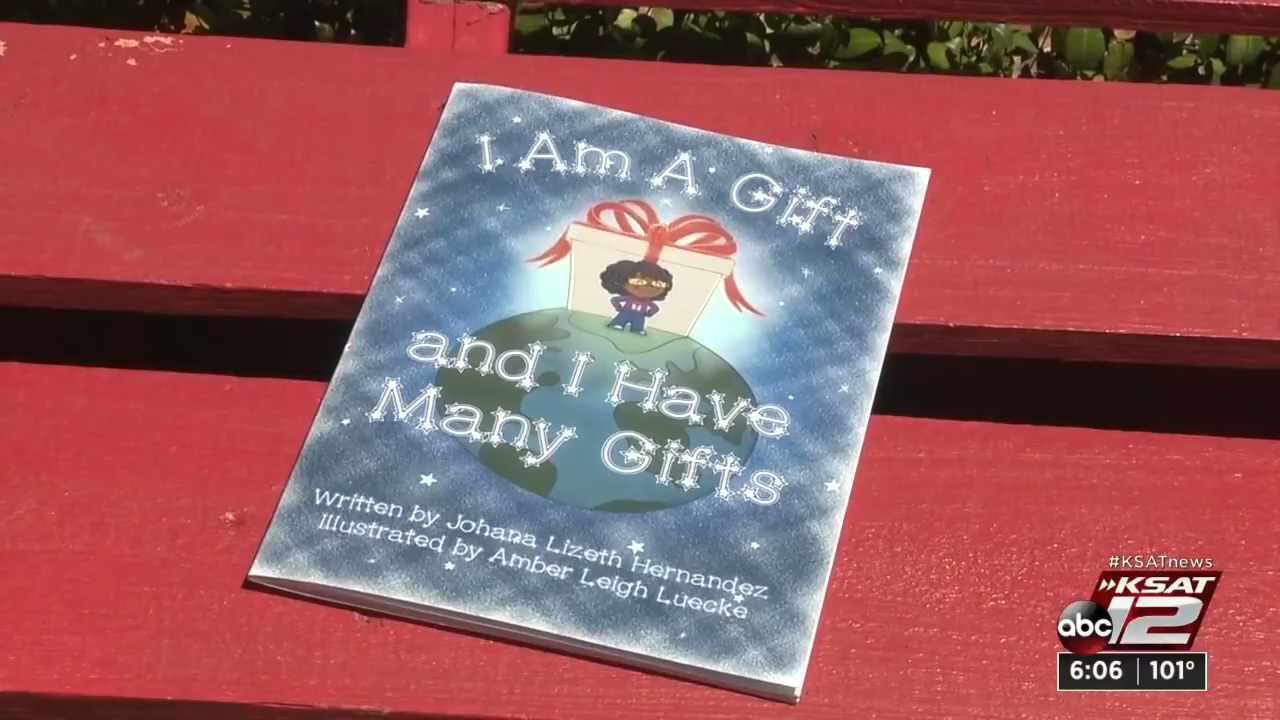 I Am A Gift
and I Have
Many Gifts
Written by Johana Lizeth Hernandez
Illustrated by Amber Leigh Luecke
#KSATnews
KSAT
abc 12
6:06 101°